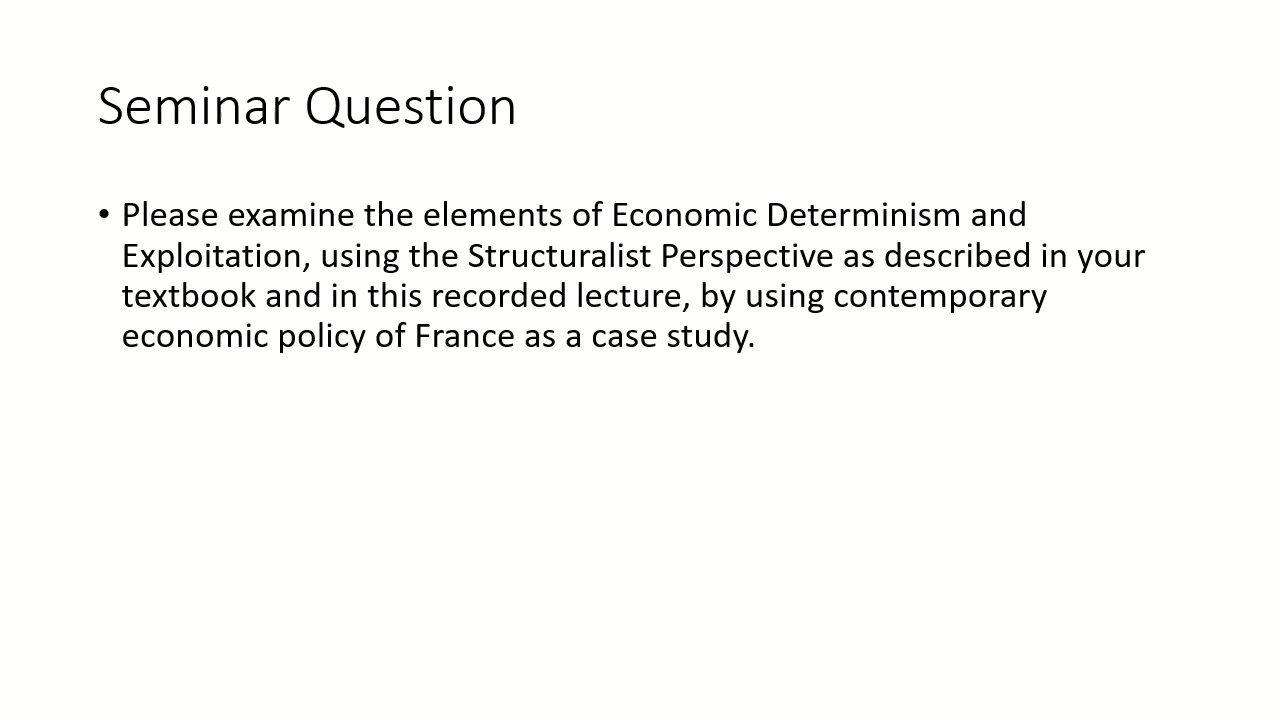 Seminar Question
• Please examine the elements of Economic Determinism and
Exploitation, using the Structuralist Perspective as described in your
textbook and in this recorded lecture, by using contemporary
economic policy of France as a case study.